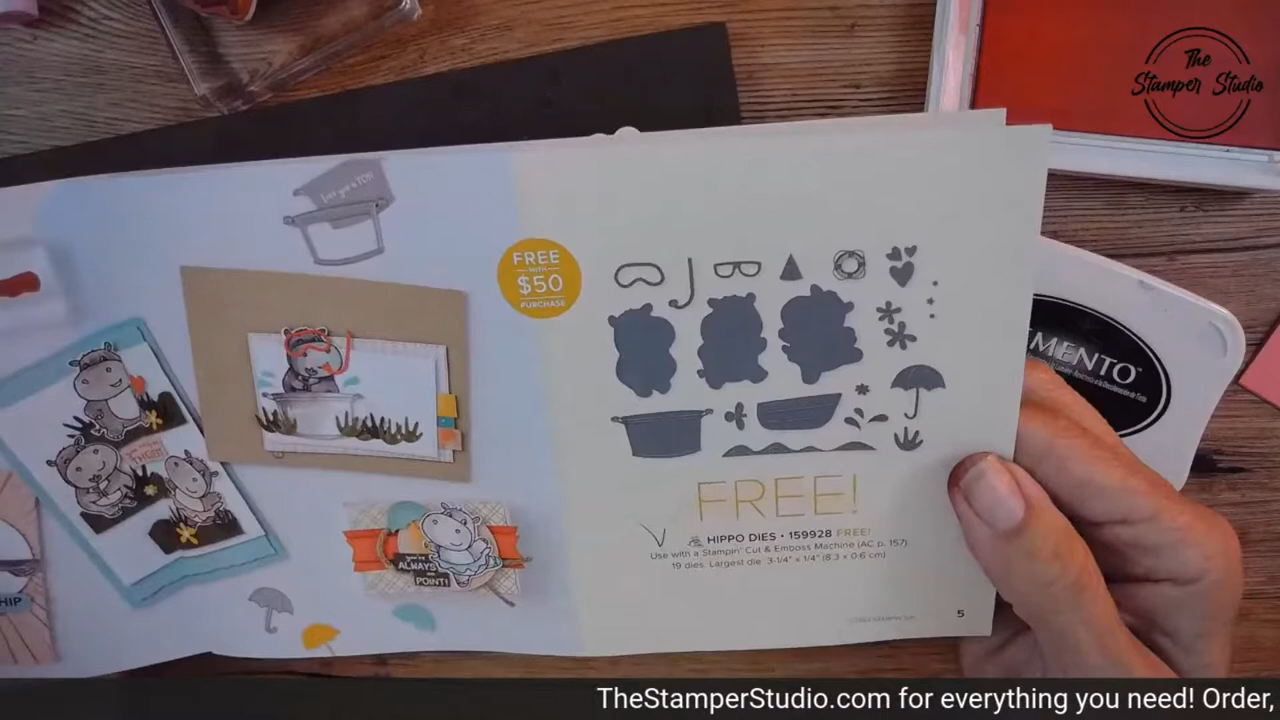 The
Stamper Studio
FREE
WITH
$50
PURCHASE
MEMENTO
ALWAYS
POINT!
HIP
FREE!
HIPPO DIES • 159928 FREE!
Use with a Stampin' Cut & Emboss Machine (AC p. 157)
19 dies. Largest die: 3-1/4" x 1/4" (8.3 x 0.6 cm)
5
TheStamperStudio.com for everything you need! Order,